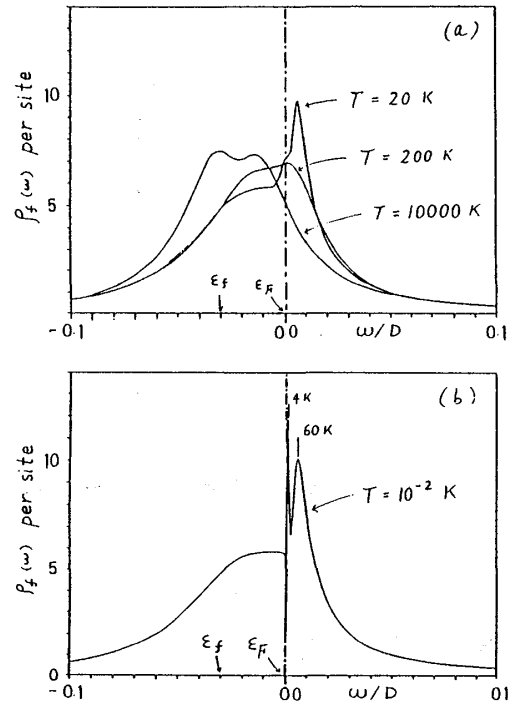 (a)
ρf(ω) per site
10
5
0
T = 20 K
T = 200 K
T = 10000 K
εf
εF
-0.1
0.0
0.1
ω/D
(b)
ρf(ω) per site
10
5
0
4K
60K
T = 10⁻² K
εf
εF
-0.1
0.0
0.1
ω/D